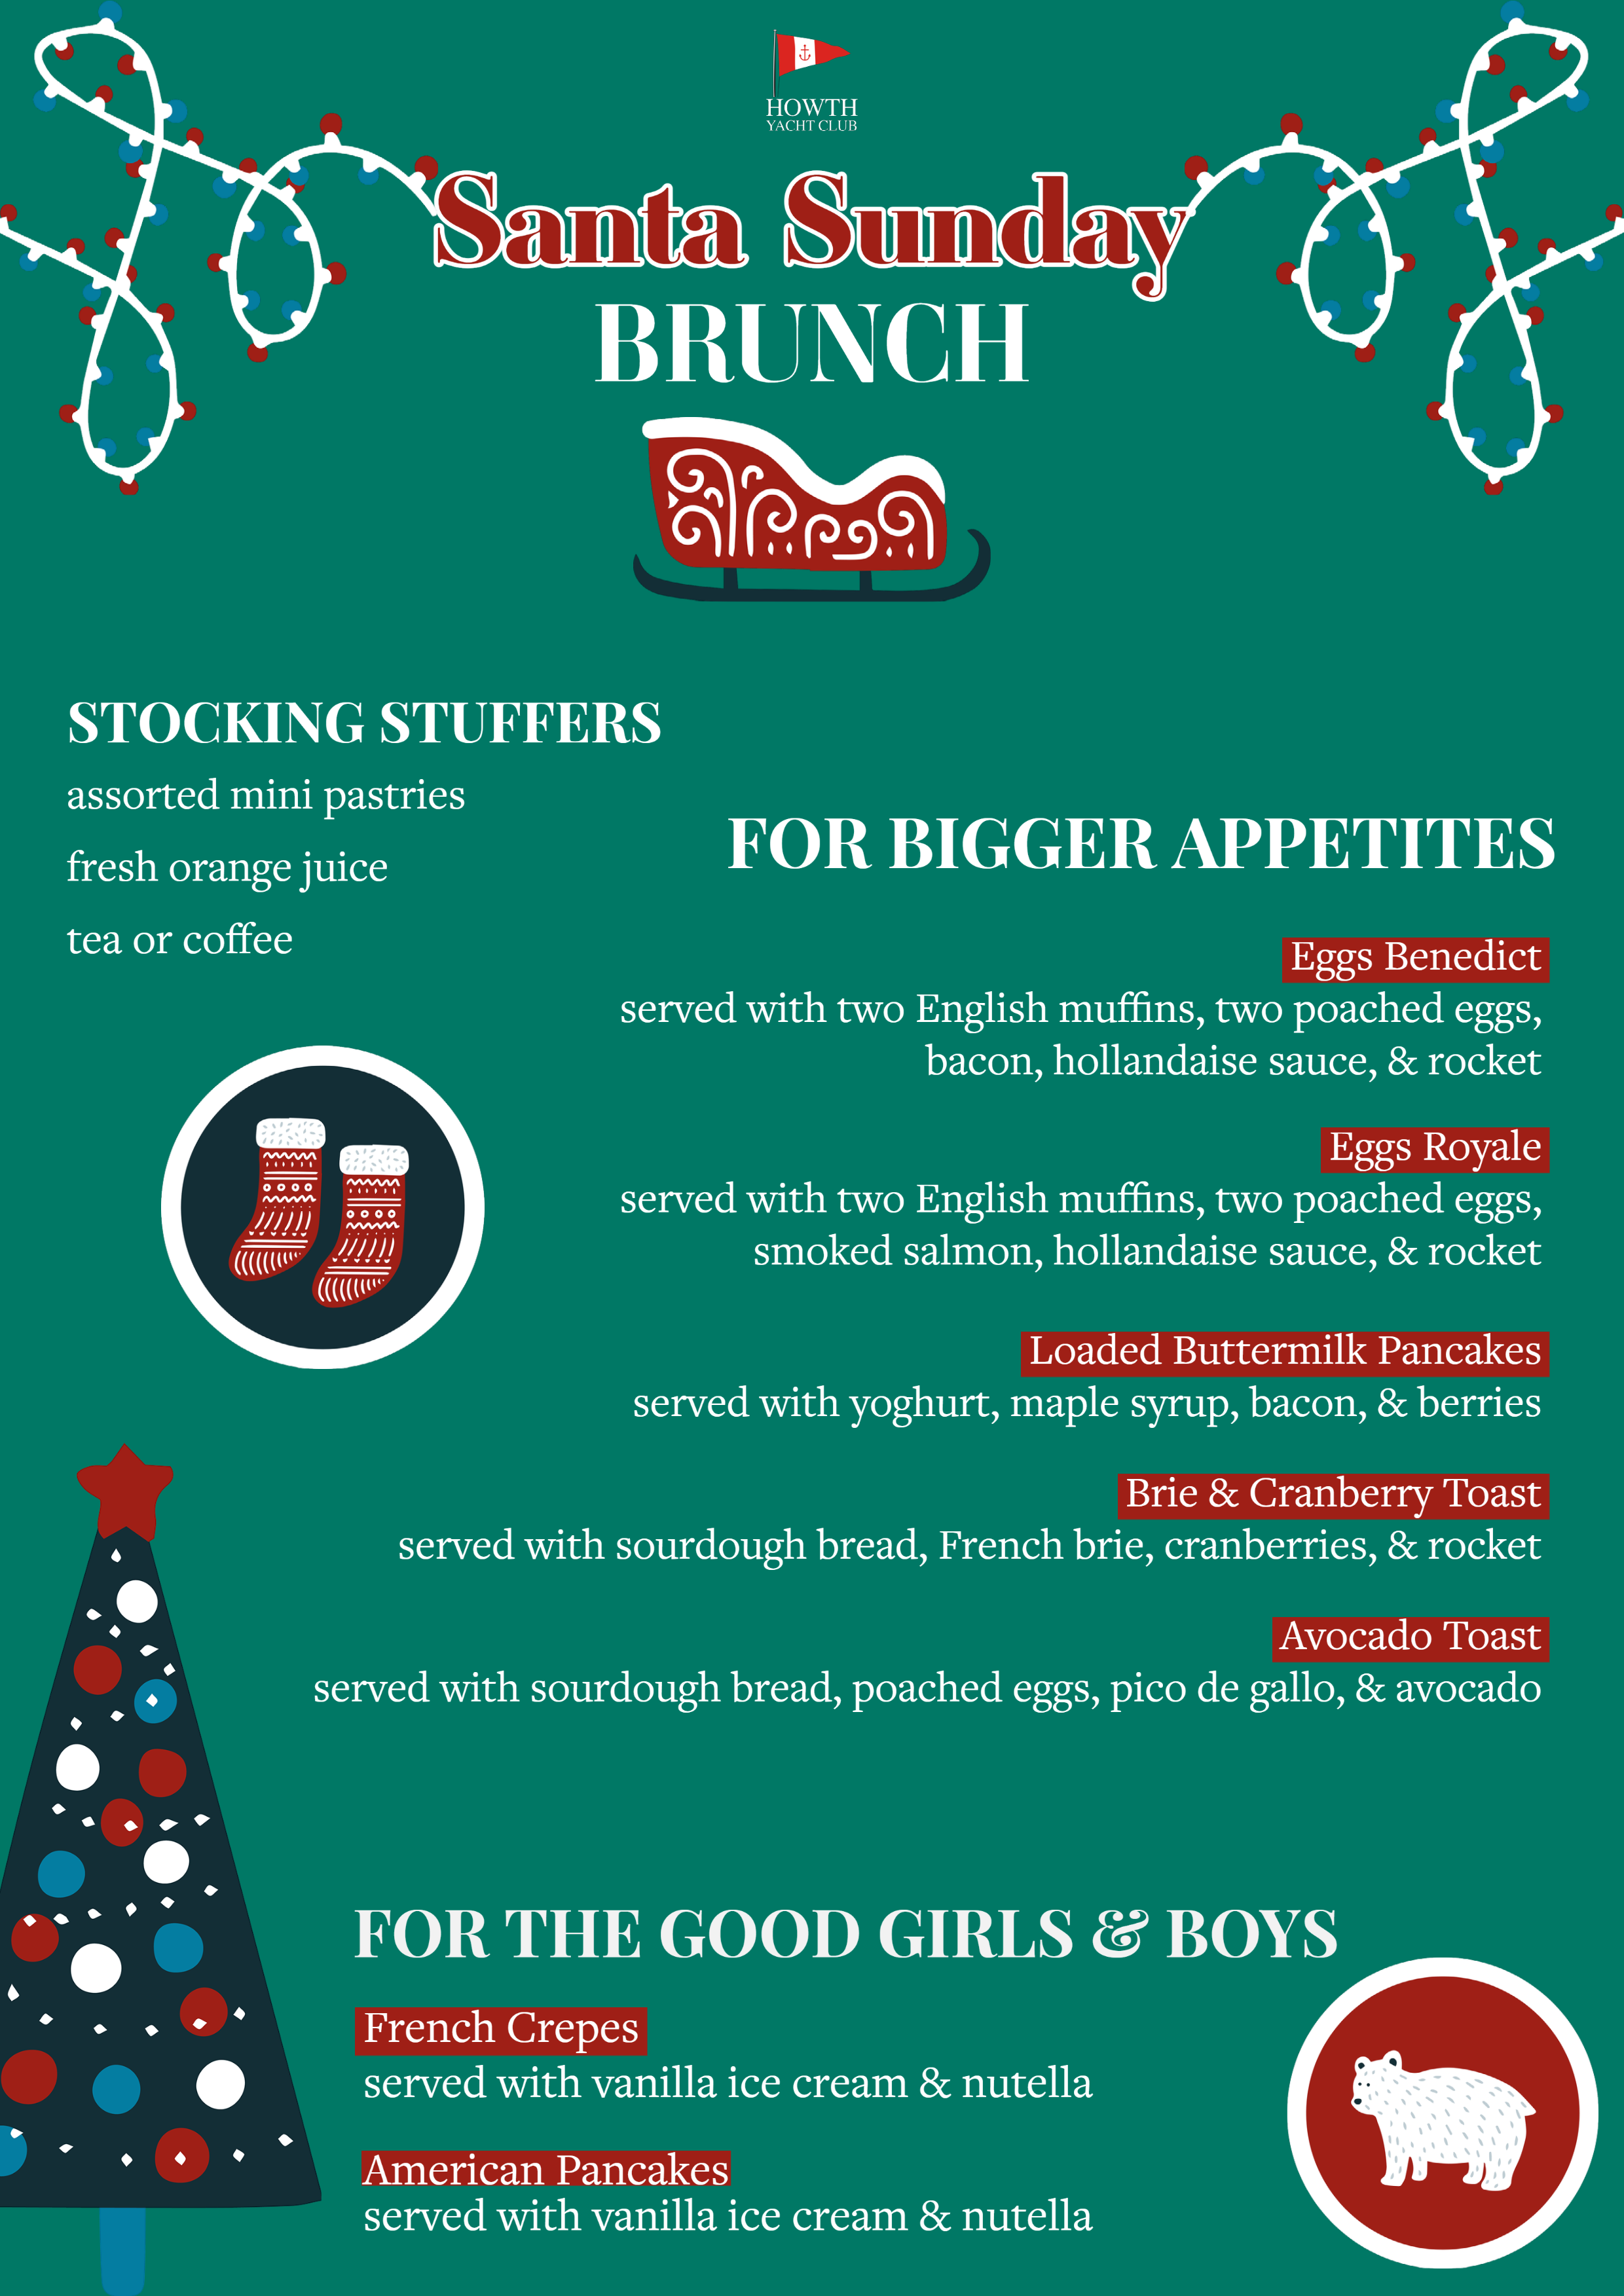 HOWTH
YACHT CLUB
Santa Sunday
BRUNCH
STOCKING STUFFERS
assorted mini pastries
fresh orange juice
tea or coffee
FOR BIGGER APPETITES
Eggs Benedict
served with two English muffins, two poached eggs,
bacon, hollandaise sauce, & rocket
Eggs Royale
served with two English muffins, two poached eggs,
smoked salmon, hollandaise sauce, & rocket
Loaded Buttermilk Pancakes
served with yoghurt, maple syrup, bacon, & berries
Brie & Cranberry Toast
served with sourdough bread, French brie, cranberries, & rocket
Avocado Toast
served with sourdough bread, poached eggs, pico de gallo, & avocado
FOR THE GOOD GIRLS & BOYS
French Crepes
served with vanilla ice cream & nutella
American Pancakes
served with vanilla ice cream & nutella